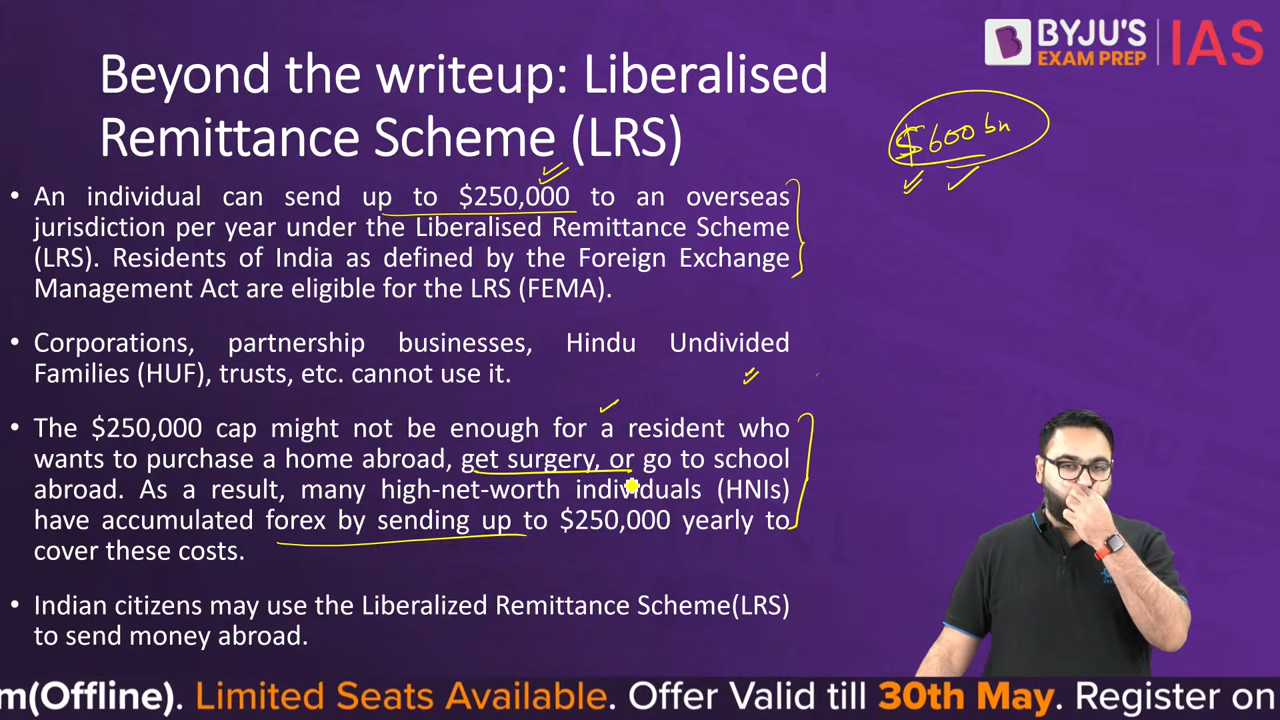 BYJU'S
EXAM PREP
IAS
Beyond the writeup: Liberalised
Remittance Scheme (LRS)
$600 bn
• An individual can send up to $250,000 to an overseas
jurisdiction per year under the Liberalised Remittance Scheme
(LRS). Residents of India as defined by the Foreign Exchange
Management Act are eligible for the LRS (FEMA).
• Corporations, partnership businesses, Hindu Undivided
Families (HUF), trusts, etc. cannot use it.
• The $250,000 cap might not be enough for a resident who
wants to purchase a home abroad, get surgery, or go to school
abroad. As a result, many high-net-worth individuals (HNIs)
have accumulated forex by sending up to $250,000 yearly to
cover these costs.
• Indian citizens may use the Liberalized Remittance Scheme(LRS)
to send money abroad.
m(Offline). Limited Seats Available. Offer Valid till 30th May. Register on